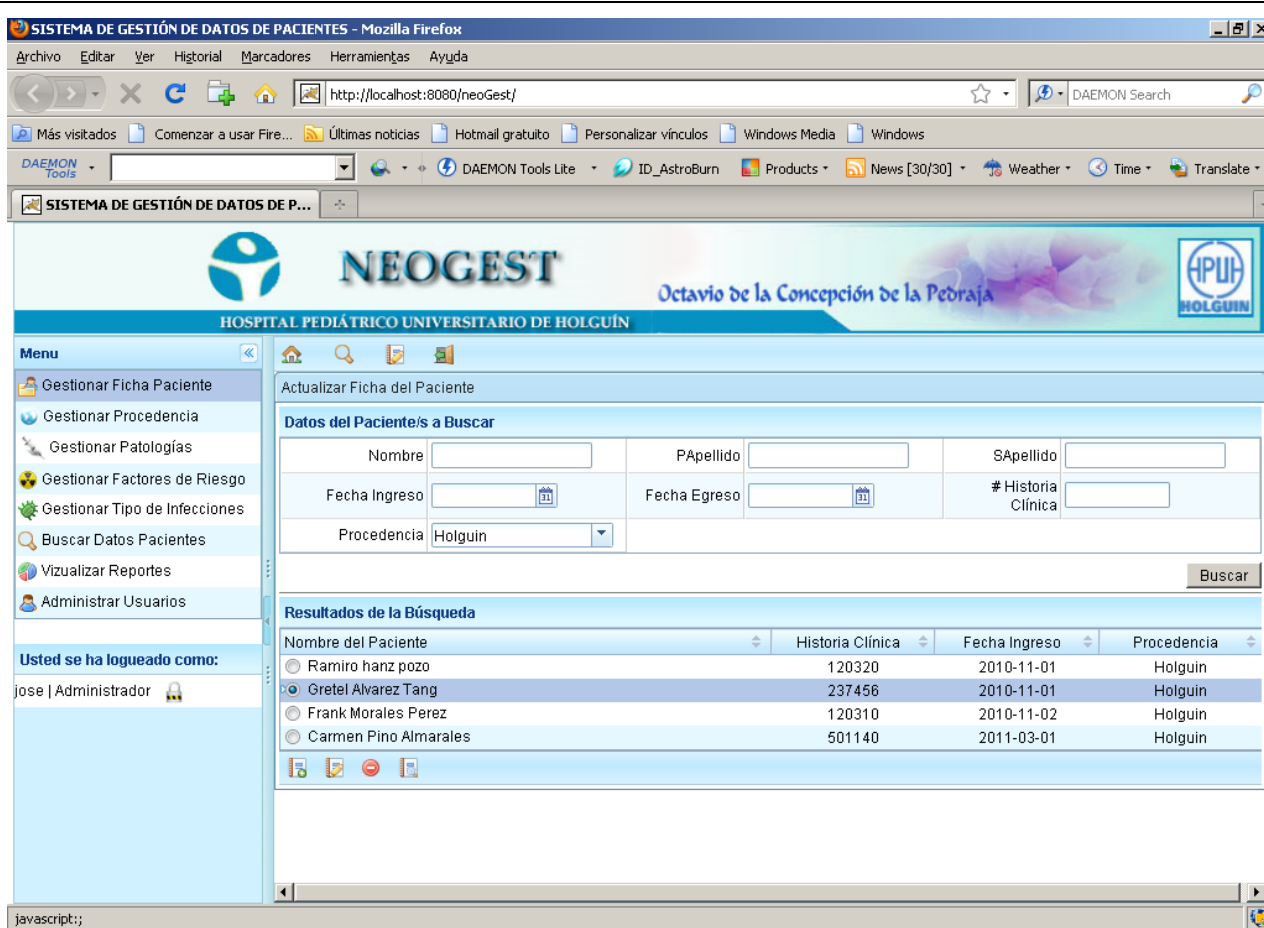 SISTEMA DE GESTIÓN DE DATOS DE PACIENTES - Mozilla Firefox
Archivo Editar Ver Historial Marcadores Herramientas Ayuda
http://localhost:8080/neoGest/ DAEMON Search
Más visitados Comenzar a usar Fire... Últimas noticias Hotmail gratuito Personalizar vínculos Windows Media Windows
DAEMON Tools DAEMON Tools Lite ID_AstroBurn Products News [30/30] Weather Time Translate
SISTEMA DE GESTIÓN DE DATOS DE P...
NEOGEST
Octavio de la Concepción de la Pedraja
HPUH
HOLGUIN
HOSPITAL PEDIÁTRICO UNIVERSITARIO DE HOLGUÍN
Menu
Gestionar Ficha Paciente
Gestionar Procedencia
Gestionar Patologías
Gestionar Factores de Riesgo
Gestionar Tipo de Infecciones
Buscar Datos Pacientes
Vizualizar Reportes
Administrar Usuarios
Usted se ha logueado como:
jose | Administrador
Actualizar Ficha del Paciente
Datos del Paciente/s a Buscar
Nombre PApellido SApellido
Fecha Ingreso 31 Fecha Egreso 31 # Historia Clínica
Procedencia Holguin
Buscar
Resultados de la Búsqueda
Nombre del Paciente Historia Clínica Fecha Ingreso Procedencia
Ramiro hanz pozo 120320 2010-11-01 Holguin
Gretel Alvarez Tang 237456 2010-11-01 Holguin
Frank Morales Perez 120310 2010-11-02 Holguin
Carmen Pino Almarales 501140 2011-03-01 Holguin
javascript:;